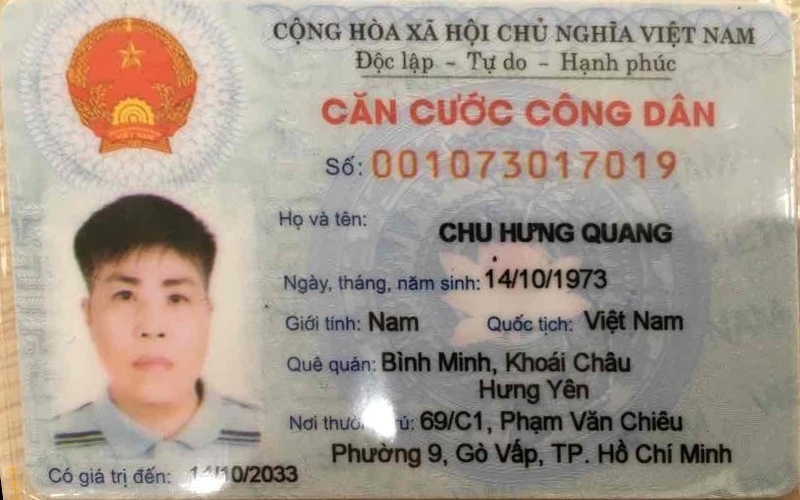 CỘNG HÒA XÃ HỘI CHỦ NGHĨA VIỆT NAM
Độc lập - Tự do - Hạnh phúc
CĂN CƯỚC CÔNG DÂN
Số: 001073017019
Họ và tên:
CHU HƯNG QUANG
Ngày, tháng, năm sinh: 14/10/1973
Giới tính: Nam Quốc tịch: Việt Nam
Quê quán: Bình Minh, Khoái Châu
Hưng Yên
Nơi thường trú: 69/C1, Phạm Văn Chiêu
Phường 9, Gò Vấp, TP. Hồ Chí Minh
Có giá trị đến: 14/10/2033